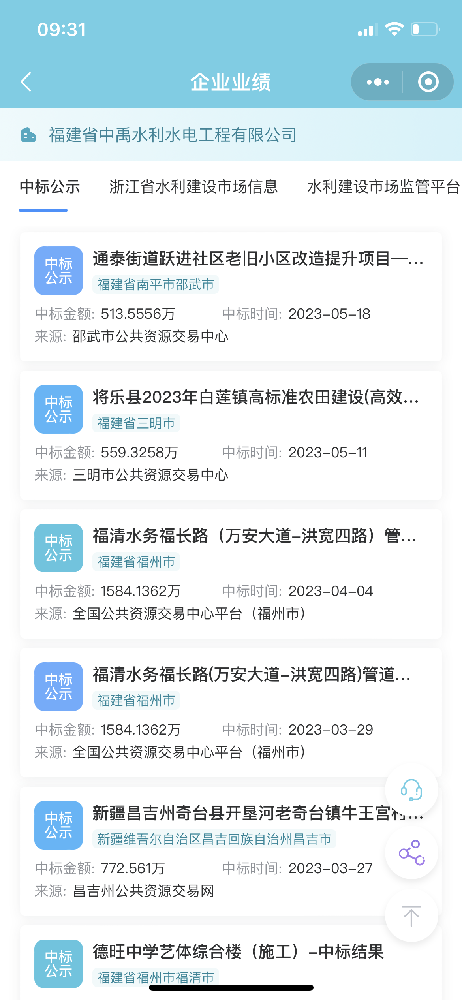 09:31
企业业绩
福建省中禹水利水电工程有限公司
中标公示 浙江省水利建设市场信息 水利建设市场监管平台
中标公示 通泰街道跃进社区老旧小区改造提升项目一...
福建省南平市邵武市
中标金额: 513.5556万 中标时间: 2023-05-18
来源: 邵武市公共资源交易中心
中标公示 将乐县2023年白莲镇高标准农田建设(高效...
福建省三明市
中标金额: 559.3258万 中标时间: 2023-05-11
来源: 三明市公共资源交易中心
中标公示 福清水务福长路（万安大道-洪宽四路）管...
福建省福州市
中标金额: 1584.1362万 中标时间: 2023-04-04
来源: 全国公共资源交易中心平台（福州市）
中标公示 福清水务福长路(万安大道-洪宽四路)管道...
福建省福州市
中标金额: 1584.1362万 中标时间: 2023-03-29
来源: 全国公共资源交易中心平台（福州市）
中标公示 新疆昌吉州奇台县开垦河老奇台镇牛王宫村...
新疆维吾尔自治区昌吉回族自治州昌吉市
中标金额: 772.561万 中标时间: 2023-03-27
来源: 昌吉州公共资源交易网
中标公示 德旺中学艺体综合楼（施工）-中标结果
福建省福州市福清市